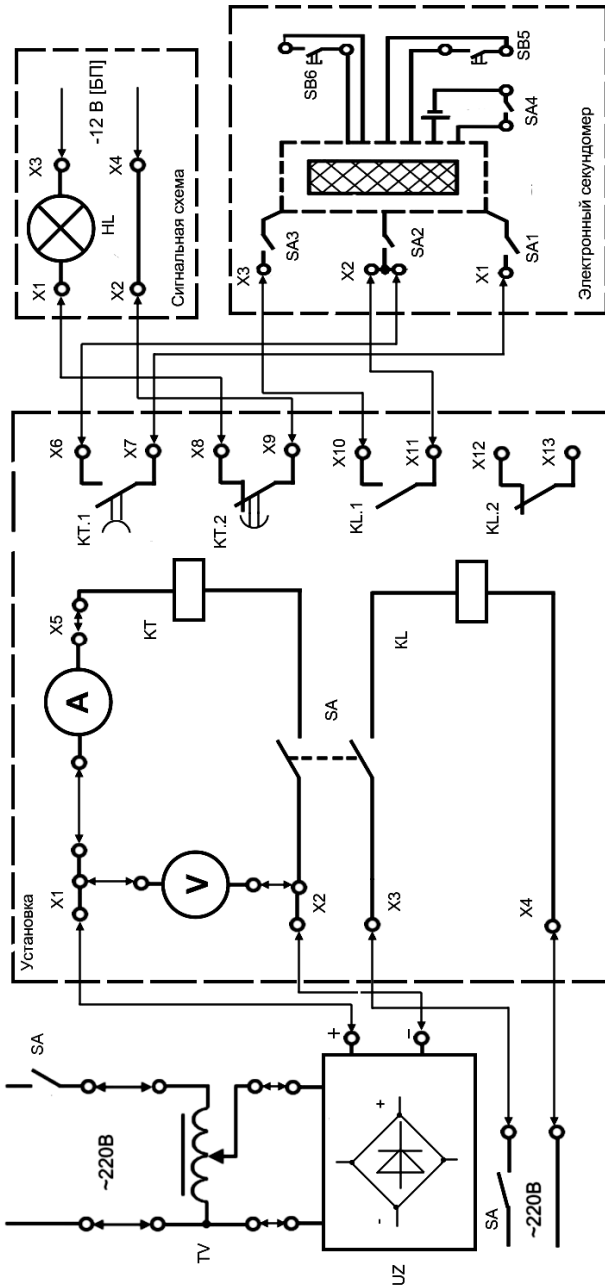 ~220В
SA
TV
UZ
+
-
+
–
SA
~220В
Установка
X1
A
X5
V
X2
KT
SA
X3
KL
X4
KT.1
X6
X7
KT.2
X8
X9
KL.1
X10
X11
KL.2
X12
X13
X1
X3
HL
-12 В [БП]
X2
X4
Сигнальная схема
SB6
X3
SA3
X2
SA2
X1
SA1
SB5
SA4
Электронный секундомер